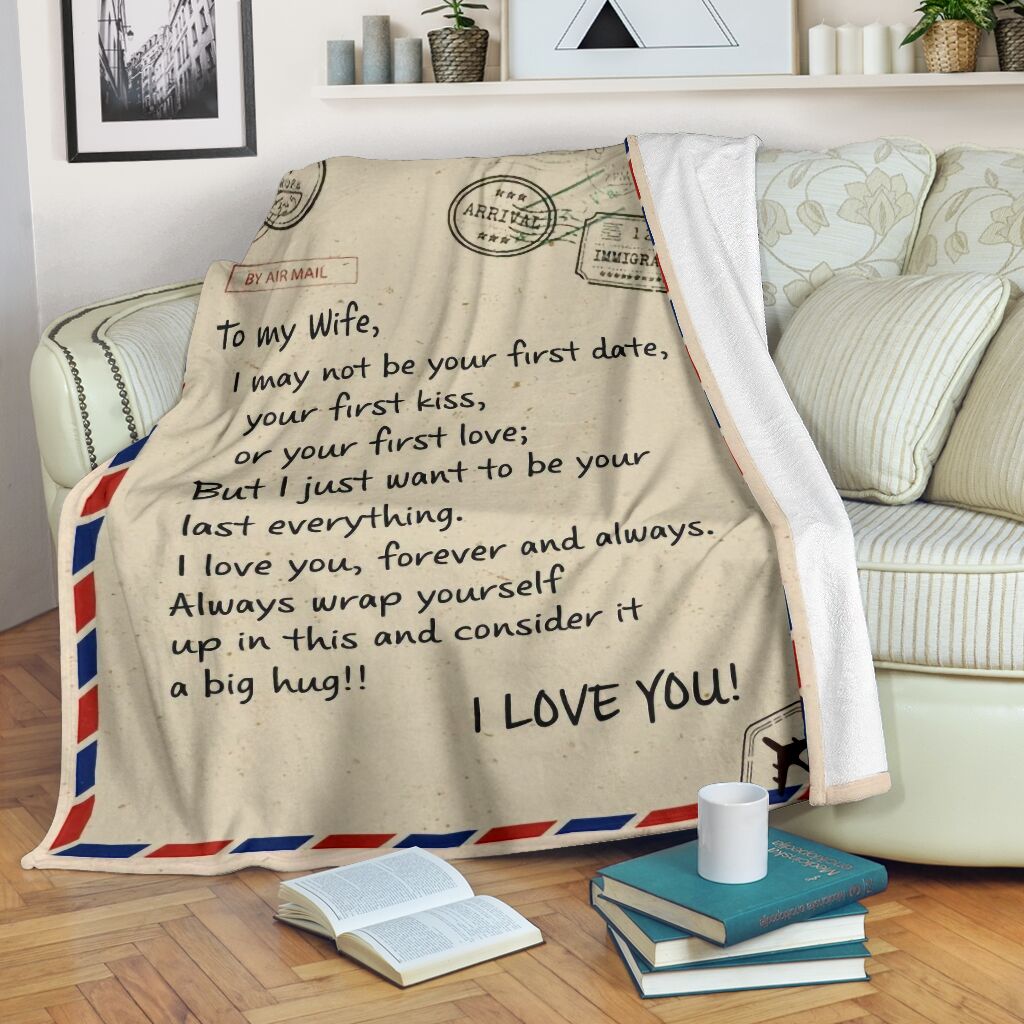 ARRIVAL
BY AIR MAIL
To my Wife,
I may not be your first date,
your first kiss,
or your first love;
But I just want to be your
last everything.
I love you, forever and always.
Always wrap yourself
up in this and consider it
a big hug!!
I LOVE YOU!
Medicinska
enciklopedija